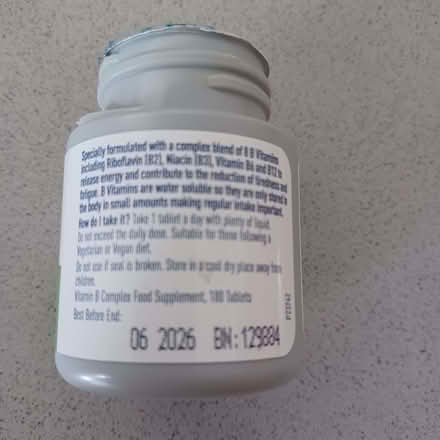 Specially formulated with a complex blend of 8 B Vitamins
including Riboflavin (B2), Niacin (B3), Vitamin B6 and B12 to
release energy and contribute to the reduction of tiredness and
fatigue. B Vitamins are water soluble so they are only stored in
the body in small amounts making regular intake important.
How do I take it? Take 1 tablet a day with plenty of liquid.
Do not exceed the daily dose. Suitable for those following a
Vegetarian or Vegan diet.
Do not use if seal is broken. Store in a cool dry place away from
children.
Vitamin B Complex Food Supplement, 180 Tablets
Best Before End:
06 2026 BN:129884